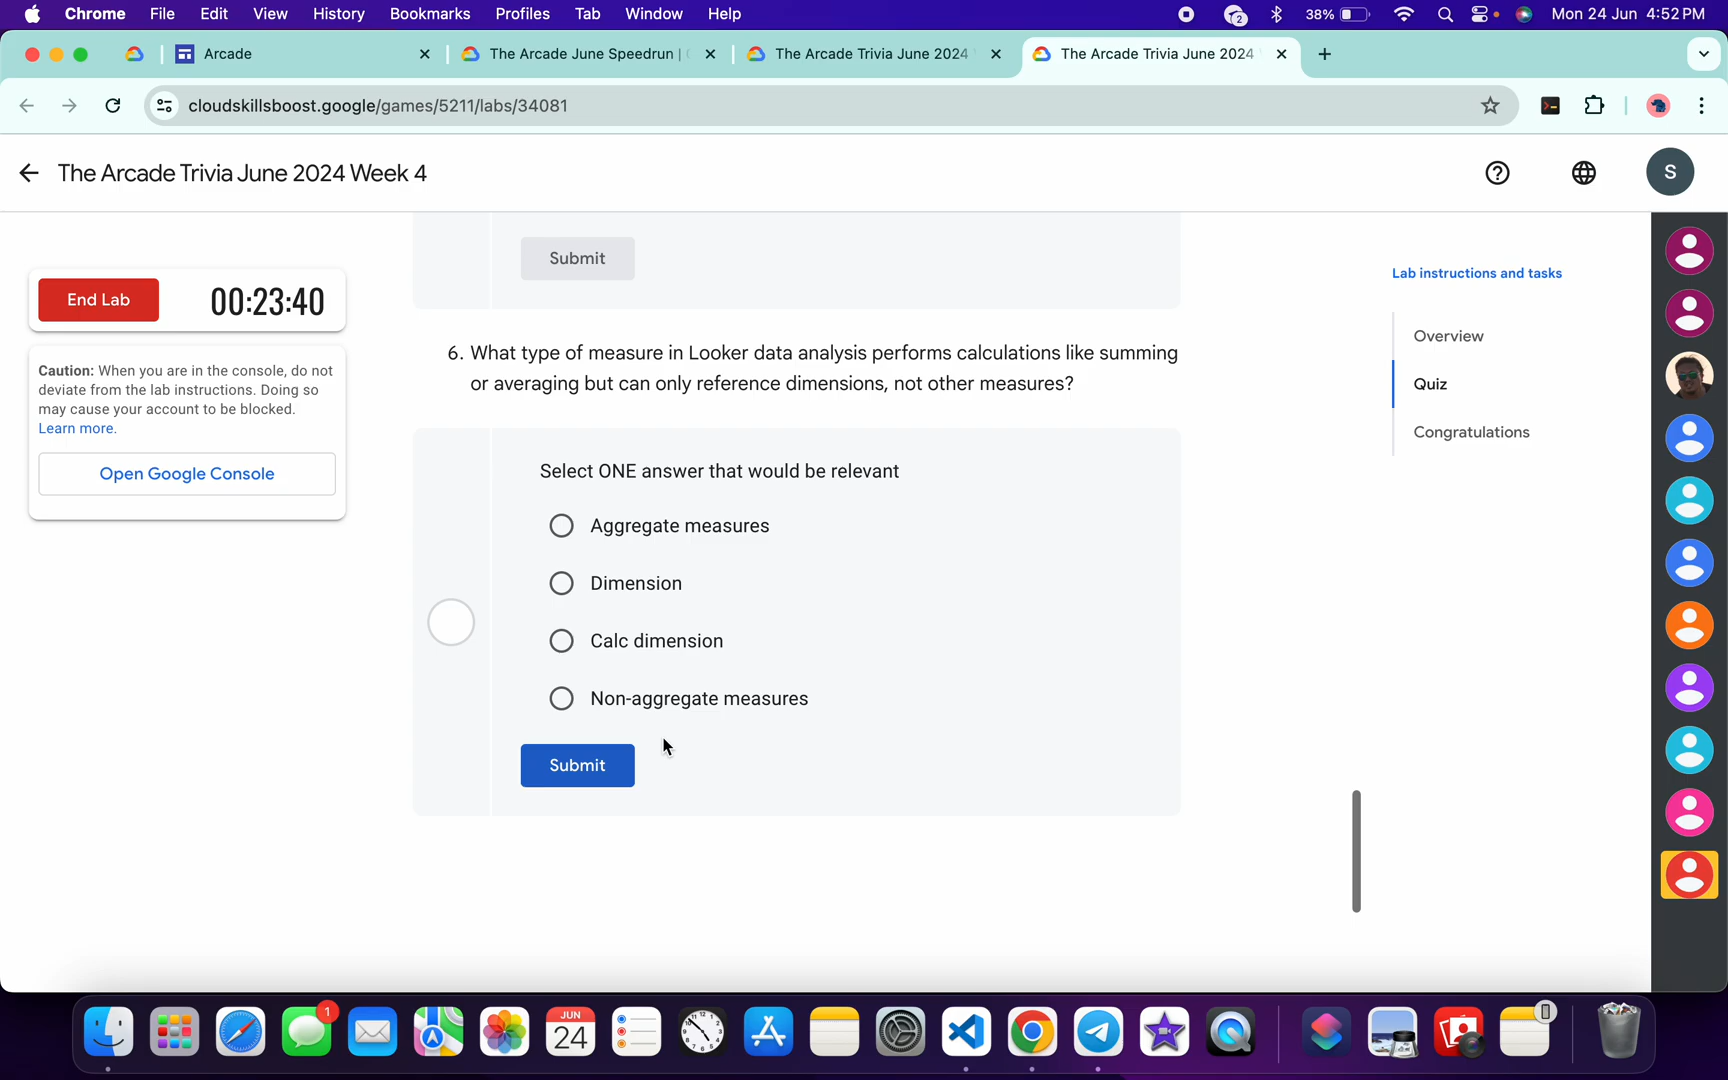 Chrome File Edit View History Bookmarks Profiles Tab Window Help 2 38% Mon 24 Jun 4:52 PM
Arcade The Arcade June Speedrun | The Arcade Trivia June 2024 The Arcade Trivia June 2024
cloudskillsboost.google/games/5211/labs/34081
The Arcade Trivia June 2024 Week 4 S
End Lab 00:23:40
Caution: When you are in the console, do not
deviate from the lab instructions. Doing so
may cause your account to be blocked.
Learn more.
Open Google Console
Submit
6. What type of measure in Looker data analysis performs calculations like summing
or averaging but can only reference dimensions, not other measures?
Select ONE answer that would be relevant
Aggregate measures
Dimension
Calc dimension
Non-aggregate measures
Submit
Lab instructions and tasks
Overview
Quiz
Congratulations
1
JUN
24